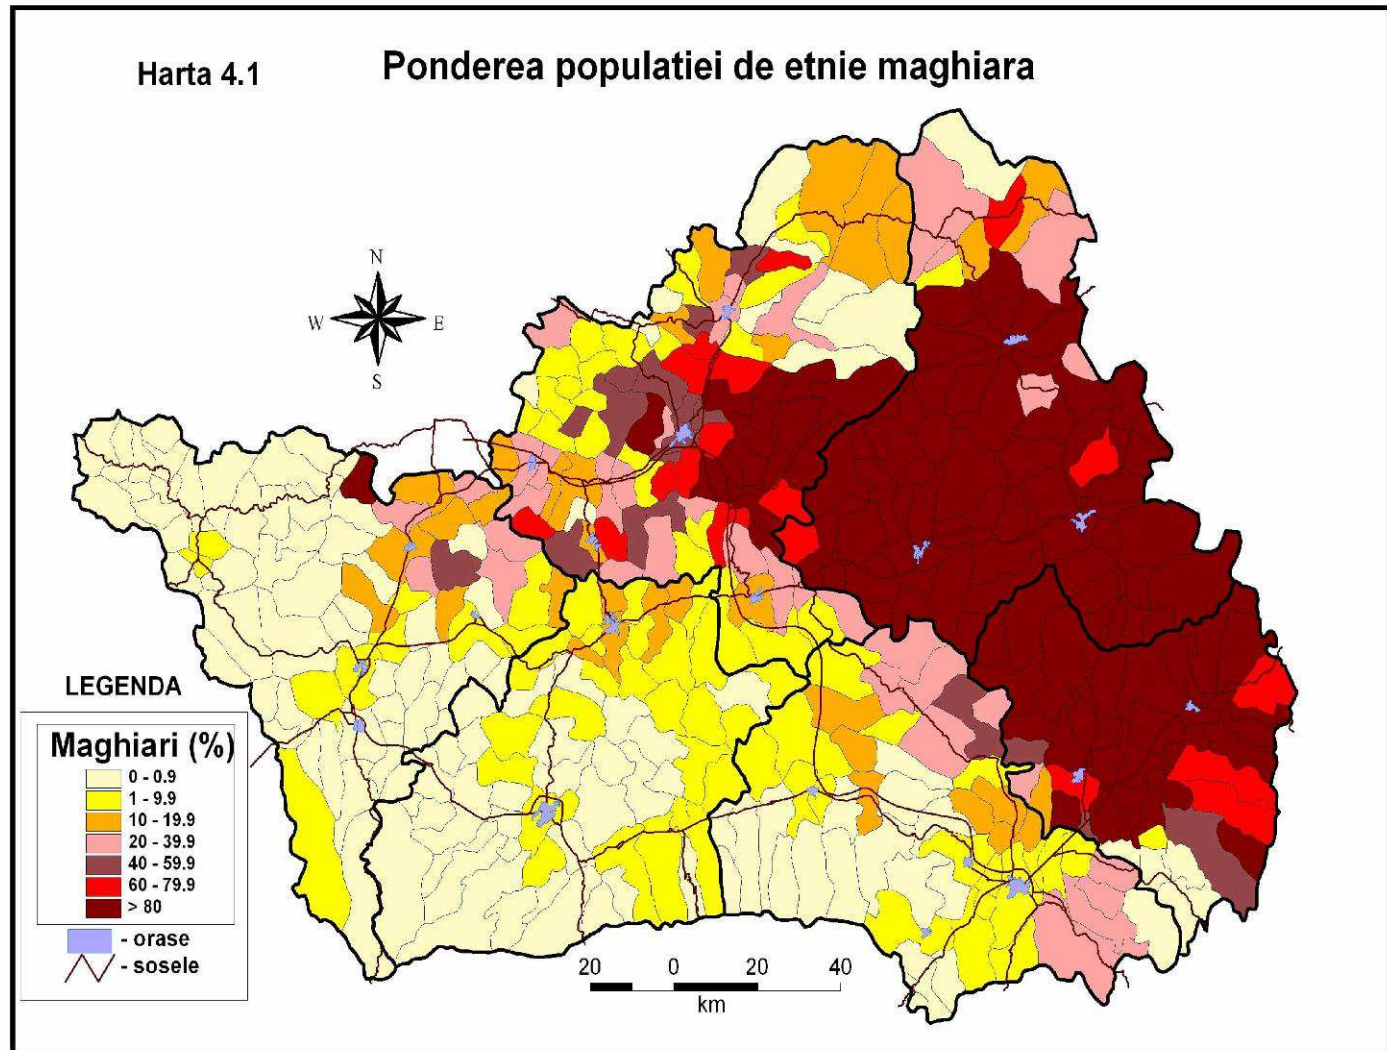 Harta 4.1
Ponderea populatiei de etnie maghiara
N
W
E
S
LEGENDA
Maghiari (%)
0 - 0.9
1 - 9.9
10 - 19.9
20 - 39.9
40 - 59.9
60 - 79.9
> 80
- orase
- sosele
20 0 20 40
km